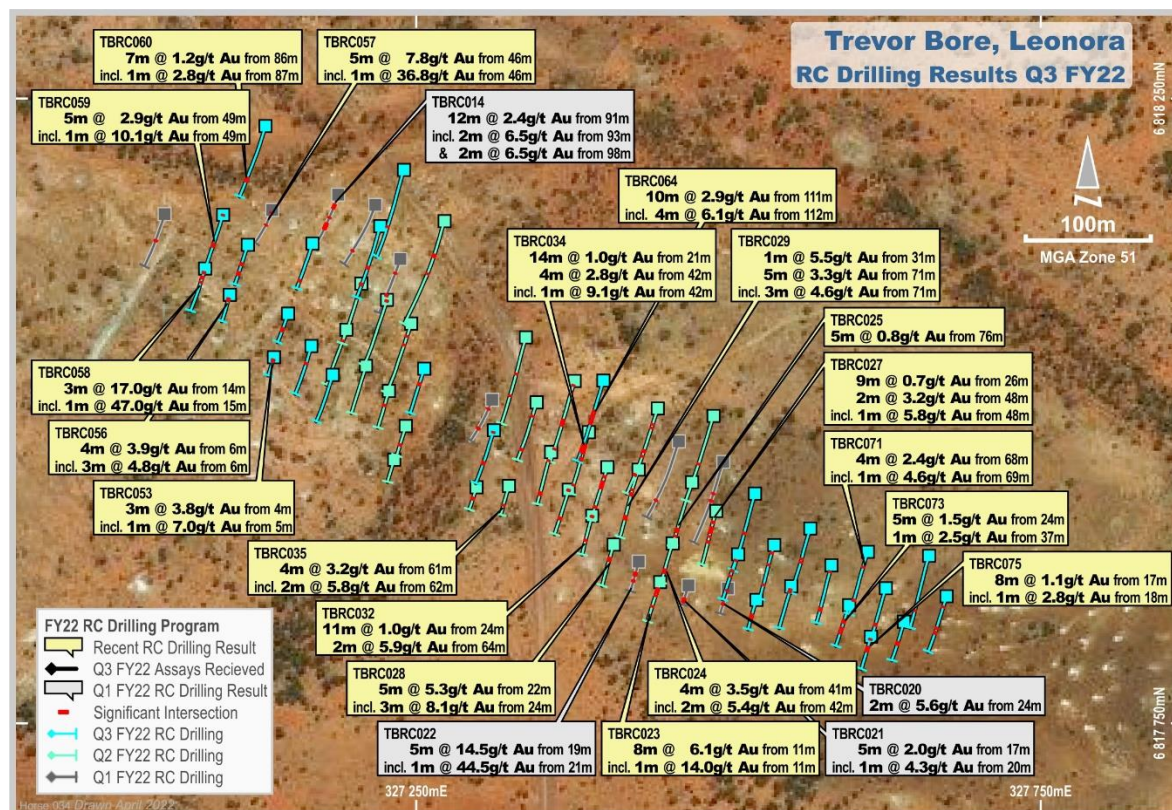 Trevor Bore, Leonora
RC Drilling Results Q3 FY22
TBRC060
7m @ 1.2g/t Au from 86m
incl. 1m @ 2.8g/t Au from 87m
TBRC057
5m @ 7.8g/t Au from 46m
incl. 1m @ 36.8g/t Au from 46m
TBRC059
5m @ 2.9g/t Au from 49m
incl. 1m @ 10.1g/t Au from 49m
TBRC014
12m @ 2.4g/t Au from 91m
incl. 2m @ 6.5g/t Au from 93m
& 2m @ 6.5g/t Au from 98m
6 818 250mN
100m
MGA Zone 51
TBRC064
10m @ 2.9g/t Au from 111m
incl. 4m @ 6.1g/t Au from 112m
TBRC034
14m @ 1.0g/t Au from 21m
4m @ 2.8g/t Au from 42m
incl. 1m @ 9.1g/t Au from 42m
TBRC029
1m @ 5.5g/t Au from 31m
5m @ 3.3g/t Au from 71m
incl. 3m @ 4.6g/t Au from 71m
TBRC025
5m @ 0.8g/t Au from 76m
TBRC027
9m @ 0.7g/t Au from 26m
2m @ 3.2g/t Au from 48m
incl. 1m @ 5.8g/t Au from 48m
TBRC058
3m @ 17.0g/t Au from 14m
incl. 1m @ 47.0g/t Au from 15m
TBRC056
4m @ 3.9g/t Au from 6m
incl. 3m @ 4.8g/t Au from 6m
TBRC053
3m @ 3.8g/t Au from 4m
incl. 1m @ 7.0g/t Au from 5m
TBRC071
4m @ 2.4g/t Au from 68m
incl. 1m @ 4.6g/t Au from 69m
TBRC073
5m @ 1.5g/t Au from 24m
1m @ 2.5g/t Au from 37m
TBRC075
8m @ 1.1g/t Au from 17m
incl. 1m @ 2.8g/t Au from 18m
TBRC035
4m @ 3.2g/t Au from 61m
incl. 2m @ 5.8g/t Au from 62m
TBRC032
11m @ 1.0g/t Au from 24m
2m @ 5.9g/t Au from 64m
TBRC028
5m @ 5.3g/t Au from 22m
incl. 3m @ 8.1g/t Au from 24m
TBRC024
4m @ 3.5g/t Au from 41m
incl. 2m @ 5.4g/t Au from 42m
TBRC020
2m @ 5.6g/t Au from 24m
TBRC022
5m @ 14.5g/t Au from 19m
incl. 1m @ 44.5g/t Au from 21m
TBRC023
8m @ 6.1g/t Au from 11m
incl. 1m @ 14.0g/t Au from 11m
TBRC021
5m @ 2.0g/t Au from 17m
incl. 1m @ 4.3g/t Au from 20m
6 817 750mN
FY22 RC Drilling Program
Recent RC Drilling Result
Q3 FY22 Assays Recieved
Q1 FY22 RC Drilling Result
Significant Intersection
Q3 FY22 RC Drilling
Q2 FY22 RC Drilling
Q1 FY22 RC Drilling
327 250mE
327 750mE
Drawn April 2022